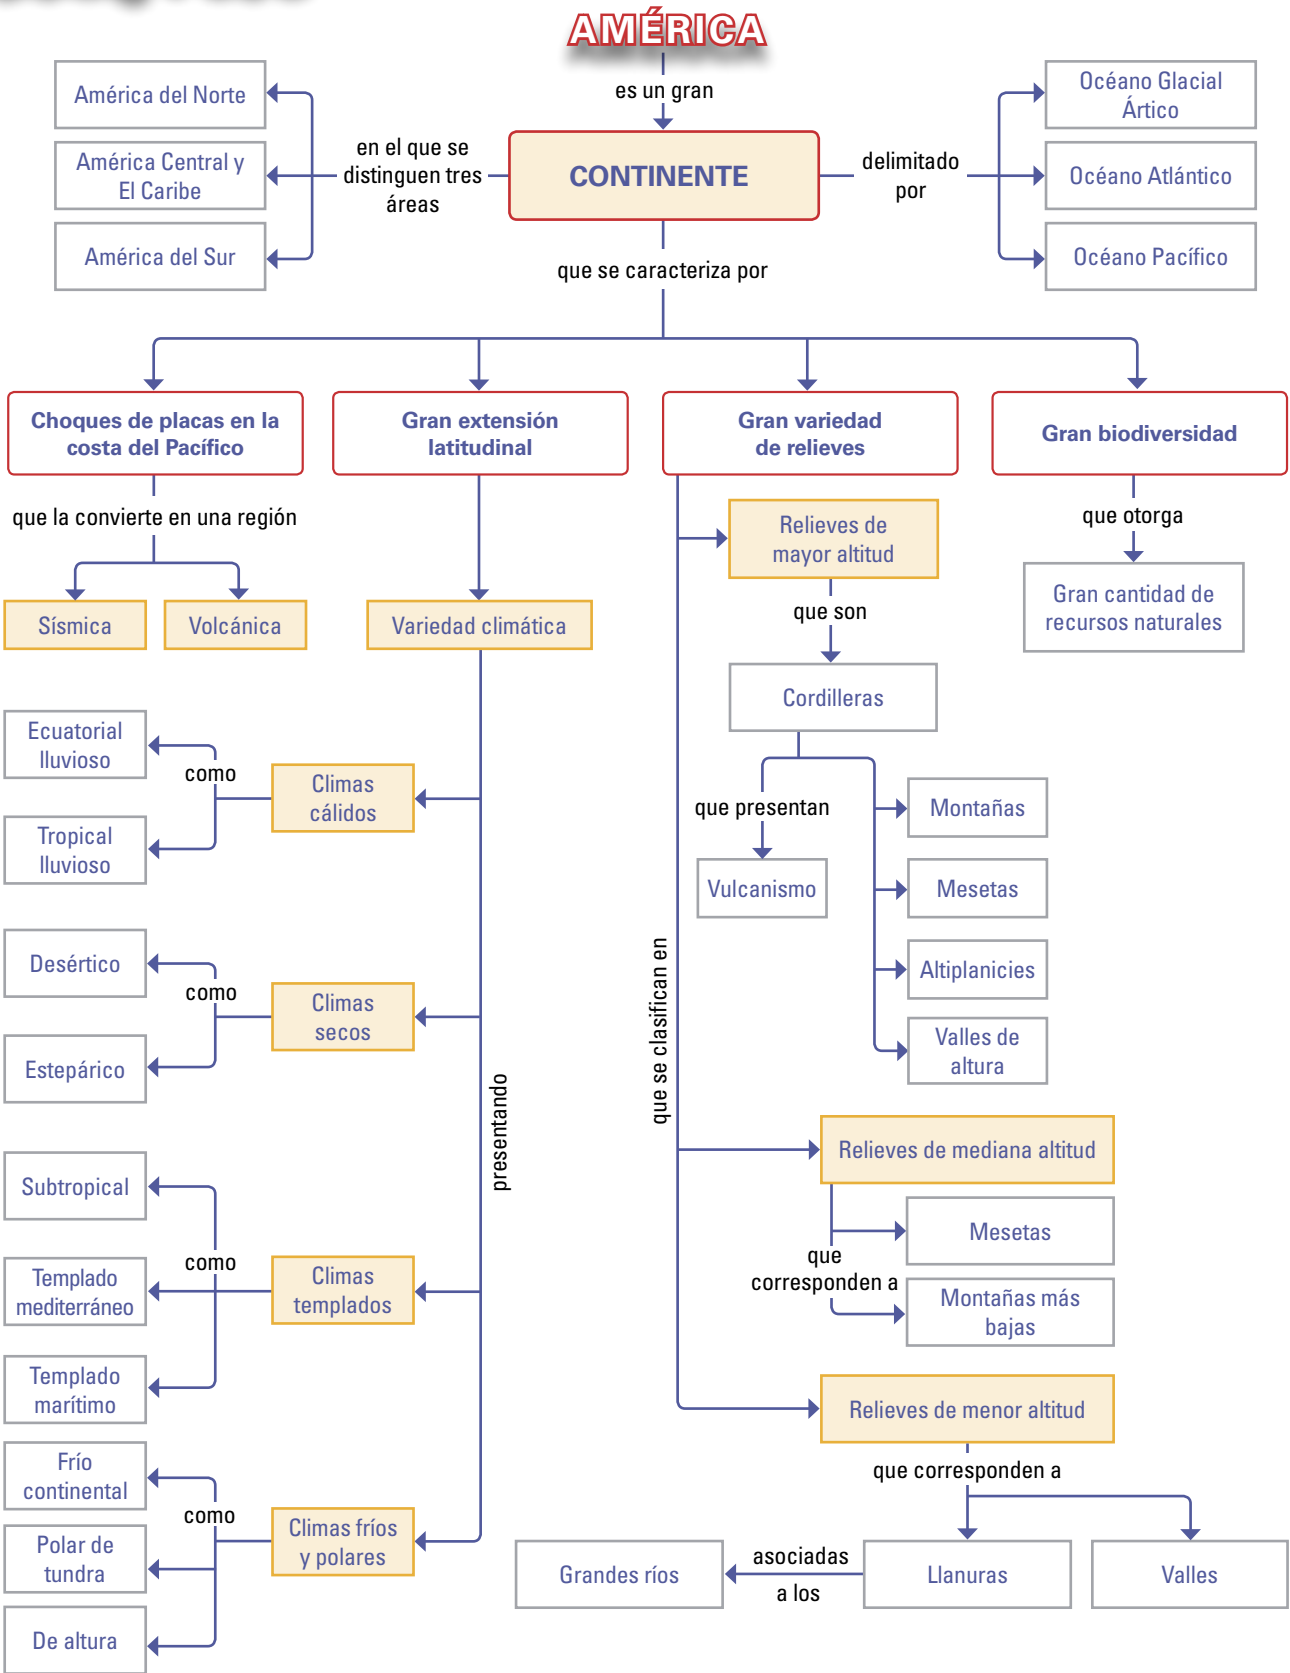 AMÉRICA
es un gran
CONTINENTE
en el que se
distinguen tres
áreas
América del Norte
América Central y
El Caribe
América del Sur
delimitado
por
Océano Glacial
Ártico
Océano Atlántico
Océano Pacífico
que se caracteriza por
Choques de placas en la
costa del Pacífico
que la convierte en una región
Sísmica
Volcánica
Gran extensión
latitudinal
Variedad climática
presentando
Climas
cálidos
como
Ecuatorial
lluvioso
Tropical
lluvioso
Climas
secos
como
Desértico
Estepárico
Climas
templados
como
Subtropical
Templado
mediterráneo
Templado
marítimo
Climas fríos
y polares
como
Frío
continental
Polar de
tundra
De altura
Gran variedad
de relieves
que se clasifican en
Relieves de
mayor altitud
que son
Cordilleras
que presentan
Vulcanismo
Montañas
Mesetas
Altiplanicies
Valles de
altura
Relieves de mediana altitud
que
corresponden a
Mesetas
Montañas más
bajas
Relieves de menor altitud
que corresponden a
Llanuras
Valles
asociadas
a los
Grandes ríos
Gran biodiversidad
que otorga
Gran cantidad de
recursos naturales